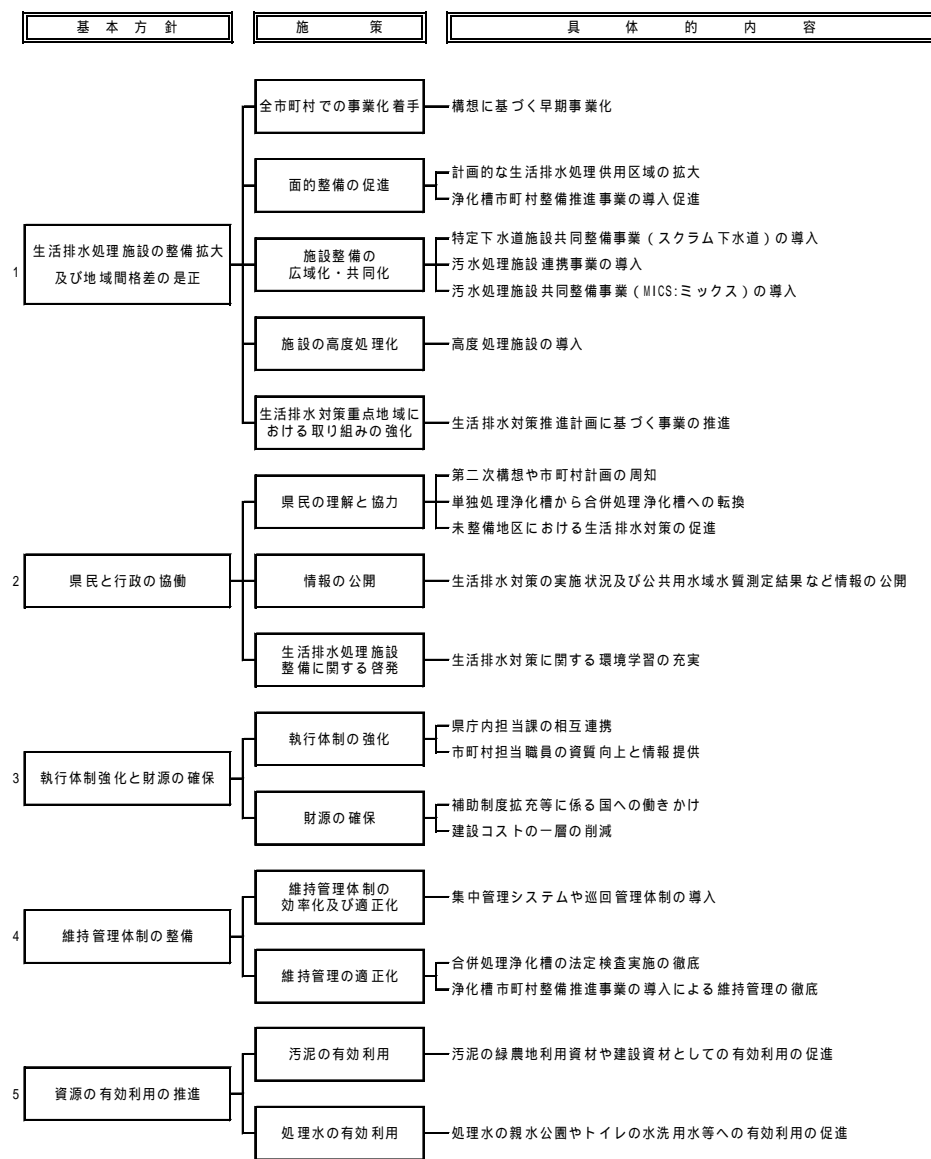 基本方針
施策
具体的内容
全市町村での事業化着手
構想に基づく早期事業化
面的整備の促進
計画的な生活排水処理供用区域の拡大
浄化槽市町村整備推進事業の導入促進
1
生活排水処理施設の整備拡大
及び地域間格差の是正
施設整備の
広域化・共同化
特定下水道施設共同整備事業(スクラム下水道)の導入
汚水処理施設連携事業の導入
汚水処理施設共同整備事業(MICS:ミックス)の導入
施設の高度処理化
高度処理施設の導入
生活排水対策重点地域に
おける取り組みの強化
生活排水対策推進計画に基づく事業の推進
県民の理解と協力
第二次構想や市町村計画の周知
単独処理浄化槽から合併処理浄化槽への転換
未整備地区における生活排水対策の促進
2
県民と行政の協働
情報の公開
生活排水対策の実施状況及び公共用水域水質測定結果など情報の公開
生活排水処理施設
整備に関する啓発
生活排水対策に関する環境学習の充実
執行体制の強化
県庁内担当課の相互連携
市町村担当職員の資質向上と情報提供
3
執行体制強化と財源の確保
財源の確保
補助制度拡充等に係る国への働きかけ
建設コストの一層の削減
維持管理体制の
効率化及び適正化
集中管理システムや巡回管理体制の導入
4
維持管理体制の整備
維持管理の適正化
合併処理浄化槽の法定検査実施の徹底
浄化槽市町村整備推進事業の導入による維持管理の徹底
汚泥の有効利用
汚泥の緑農地利用資材や建設資材としての有効利用の促進
5
資源の有効利用の推進
処理水の有効利用
処理水の親水公園やトイレの水洗用水等への有効利用の促進